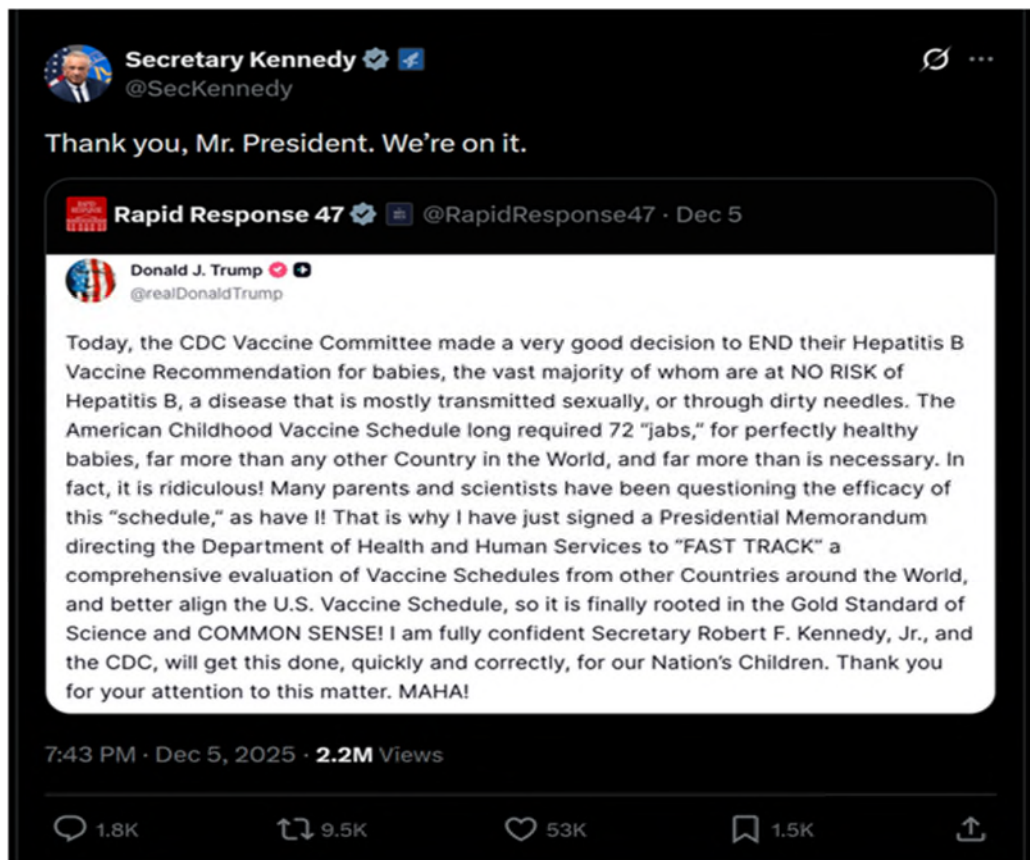 Secretary Kennedy
@SecKennedy
Thank you, Mr. President. We’re on it.
Rapid Response 47 @RapidResponse47 · Dec 5
Donald J. Trump
@realDonaldTrump
Today, the CDC Vaccine Committee made a very good decision to END their Hepatitis B
Vaccine Recommendation for babies, the vast majority of whom are at NO RISK of
Hepatitis B, a disease that is mostly transmitted sexually, or through dirty needles. The
American Childhood Vaccine Schedule long required 72 “jabs,” for perfectly healthy
babies, far more than any other Country in the World, and far more than is necessary. In
fact, it is ridiculous! Many parents and scientists have been questioning the efficacy of
this “schedule,” as have I! That is why I have just signed a Presidential Memorandum
directing the Department of Health and Human Services to “FAST TRACK” a
comprehensive evaluation of Vaccine Schedules from other Countries around the World,
and better align the U.S. Vaccine Schedule, so it is finally rooted in the Gold Standard of
Science and COMMON SENSE! I am fully confident Secretary Robert F. Kennedy, Jr., and
the CDC, will get this done, quickly and correctly, for our Nation’s Children. Thank you
for your attention to this matter. MAHA!
7:43 PM · Dec 5, 2025 · 2.2M Views
1.8K 9.5K 53K 1.5K